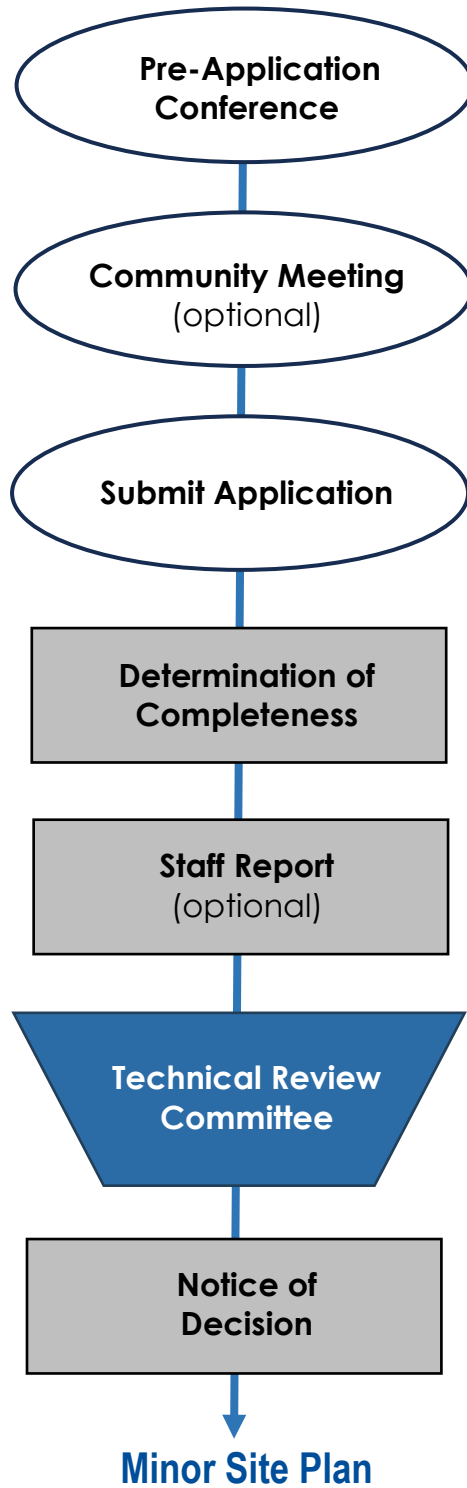 Pre-Application
Conference
Community Meeting
(optional)
Submit Application
Determination of
Completeness
Staff Report
(optional)
Technical Review
Committee
Notice of
Decision
Minor Site Plan